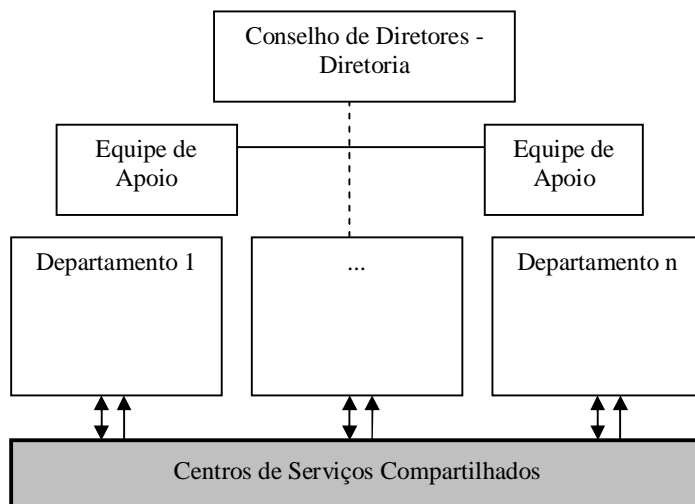 Conselho de Diretores -
Diretoria
Equipe de
Apoio
Equipe de
Apoio
Departamento 1
...
Departamento n
Centros de Serviços Compartilhados